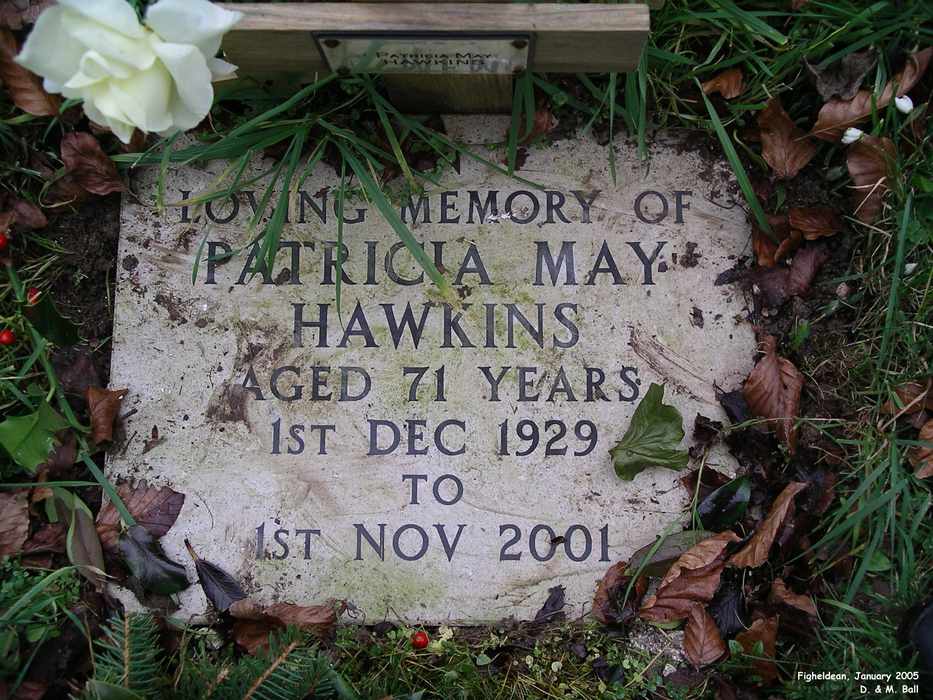 PATRICIA MAY
HAWKINS
LOVING MEMORY OF
PATRICIA MAY
HAWKINS
AGED 71 YEARS
1st DEC 1929
TO
1st NOV 2001
Figheldean, January 2005
D. & M. Ball